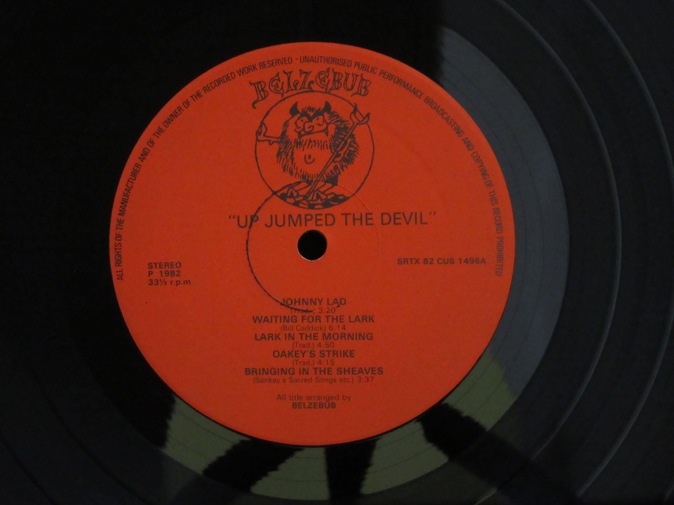 ALL RIGHTS OF THE MANUFACTURER AND OF THE OWNER OF THE RECORDED WORK RESERVED - UNAUTHORISED PUBLIC PERFORMANCE BROADCASTING AND COPYING OF THIS RECORD PROHIBITED
BELZEBUB
"UP JUMPED THE DEVIL"
STEREO
P 1982
33⅓ r.p.m
SRTX 82 CUS 1496A
JOHNNY LAD
(Trad.) 3.20
WAITING FOR THE LARK
(Bill Caddick) 6:14
LARK IN THE MORNING
(Trad.) 4:50
OAKEY'S STRIKE
(Trad.) 4:15
BRINGING IN THE SHEAVES
(Sankey's Sacred Songs etc.) 3:37
All title arranged by
BELZEBUB